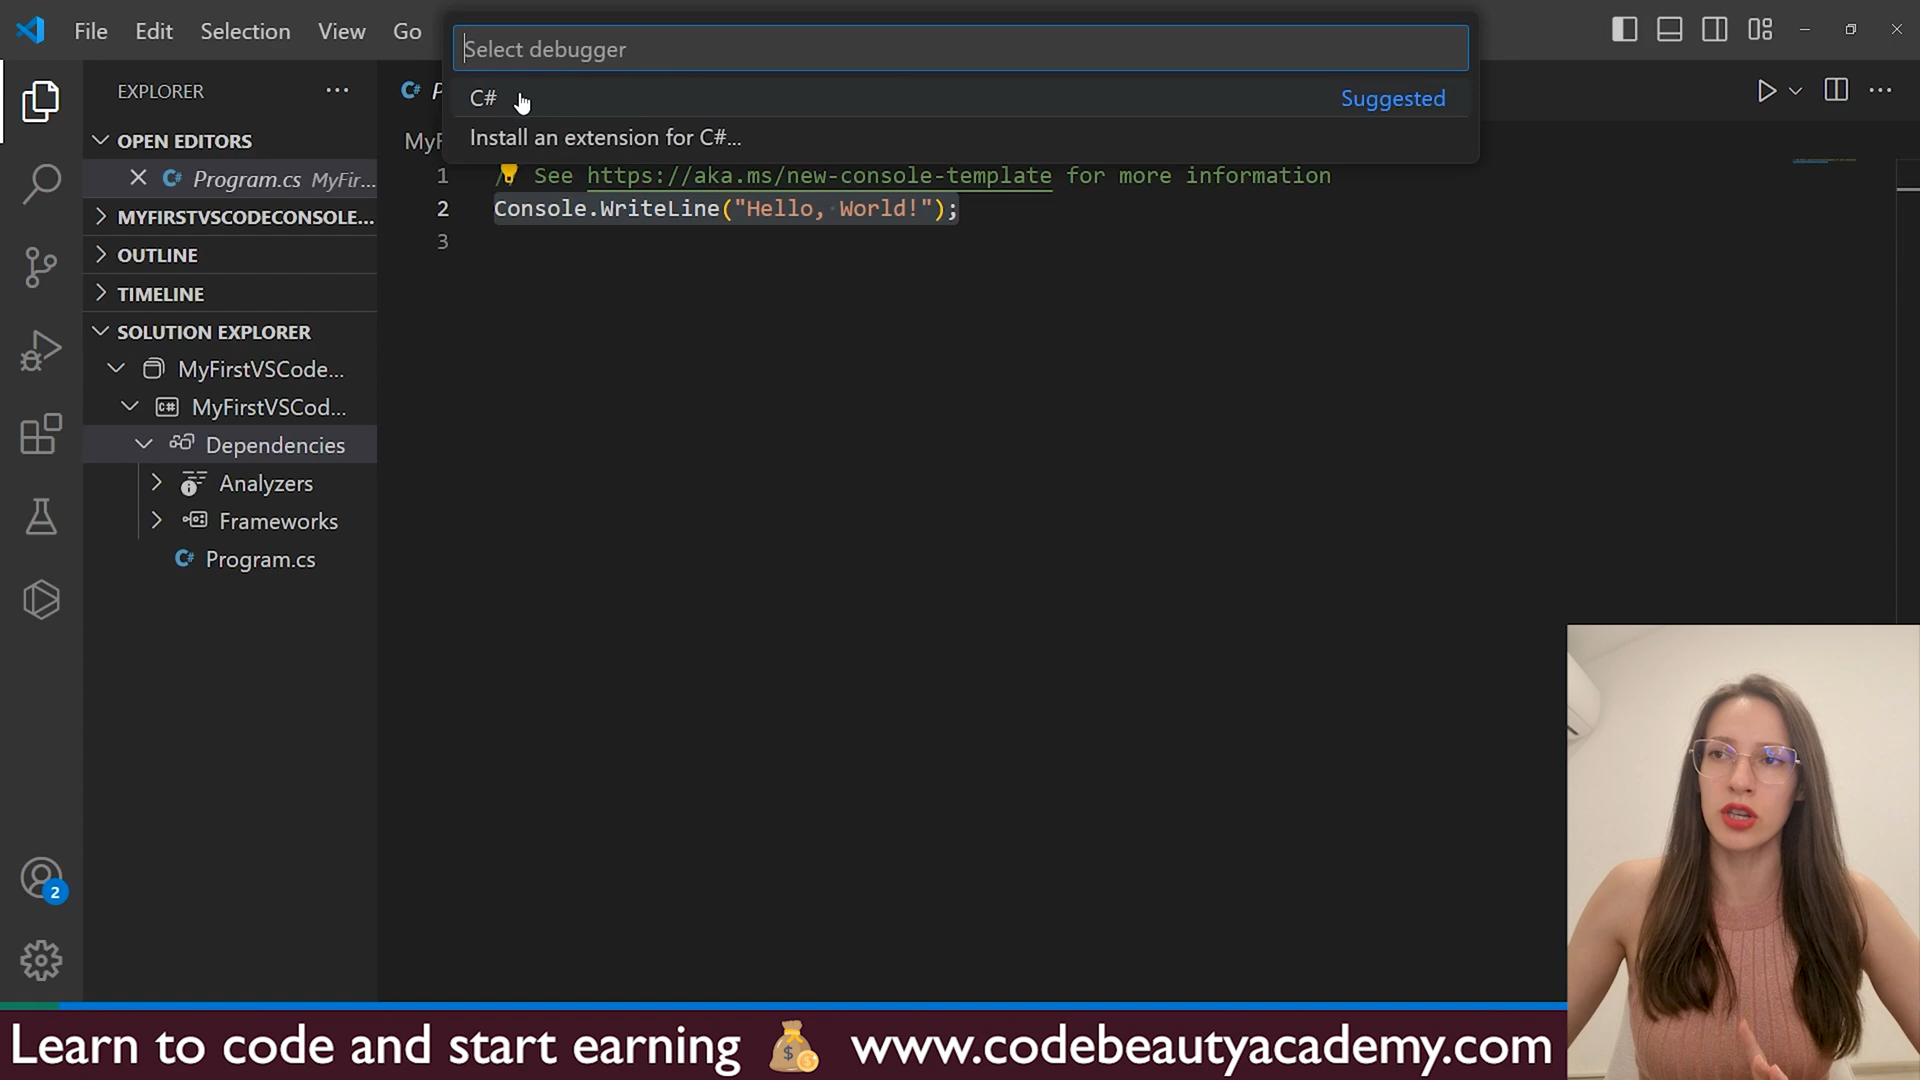 File Edit Selection View Go
Select debugger
C# Suggested
Install an extension for C#...
EXPLORER
OPEN EDITORS
Program.cs MyFir...
MYFIRSTVSCODECONSOLE...
OUTLINE
TIMELINE
SOLUTION EXPLORER
MyFirstVSCode...
C# MyFirstVSCod...
Dependencies
Analyzers
Frameworks
C# Program.cs
2
C# P
MyF
1 // See https://aka.ms/new-console-template for more information
2 Console.WriteLine("Hello, World!");
3
Learn to code and start earning www.codebeautyacademy.com